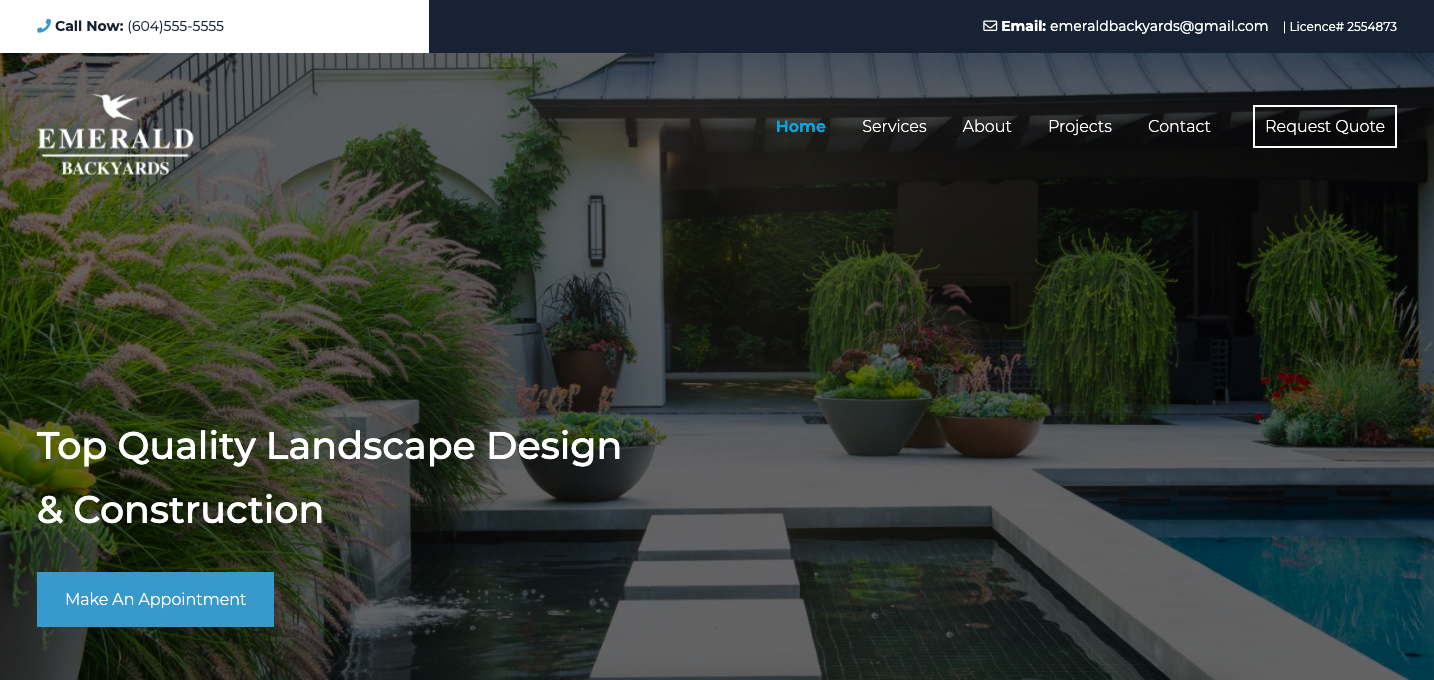 Call Now: (604)555-5555
Email: emeraldbackyards@gmail.com | Licence# 2554873
EMERALD
BACKYARDS
Home Services About Projects Contact Request Quote
Top Quality Landscape Design
& Construction
Make An Appointment